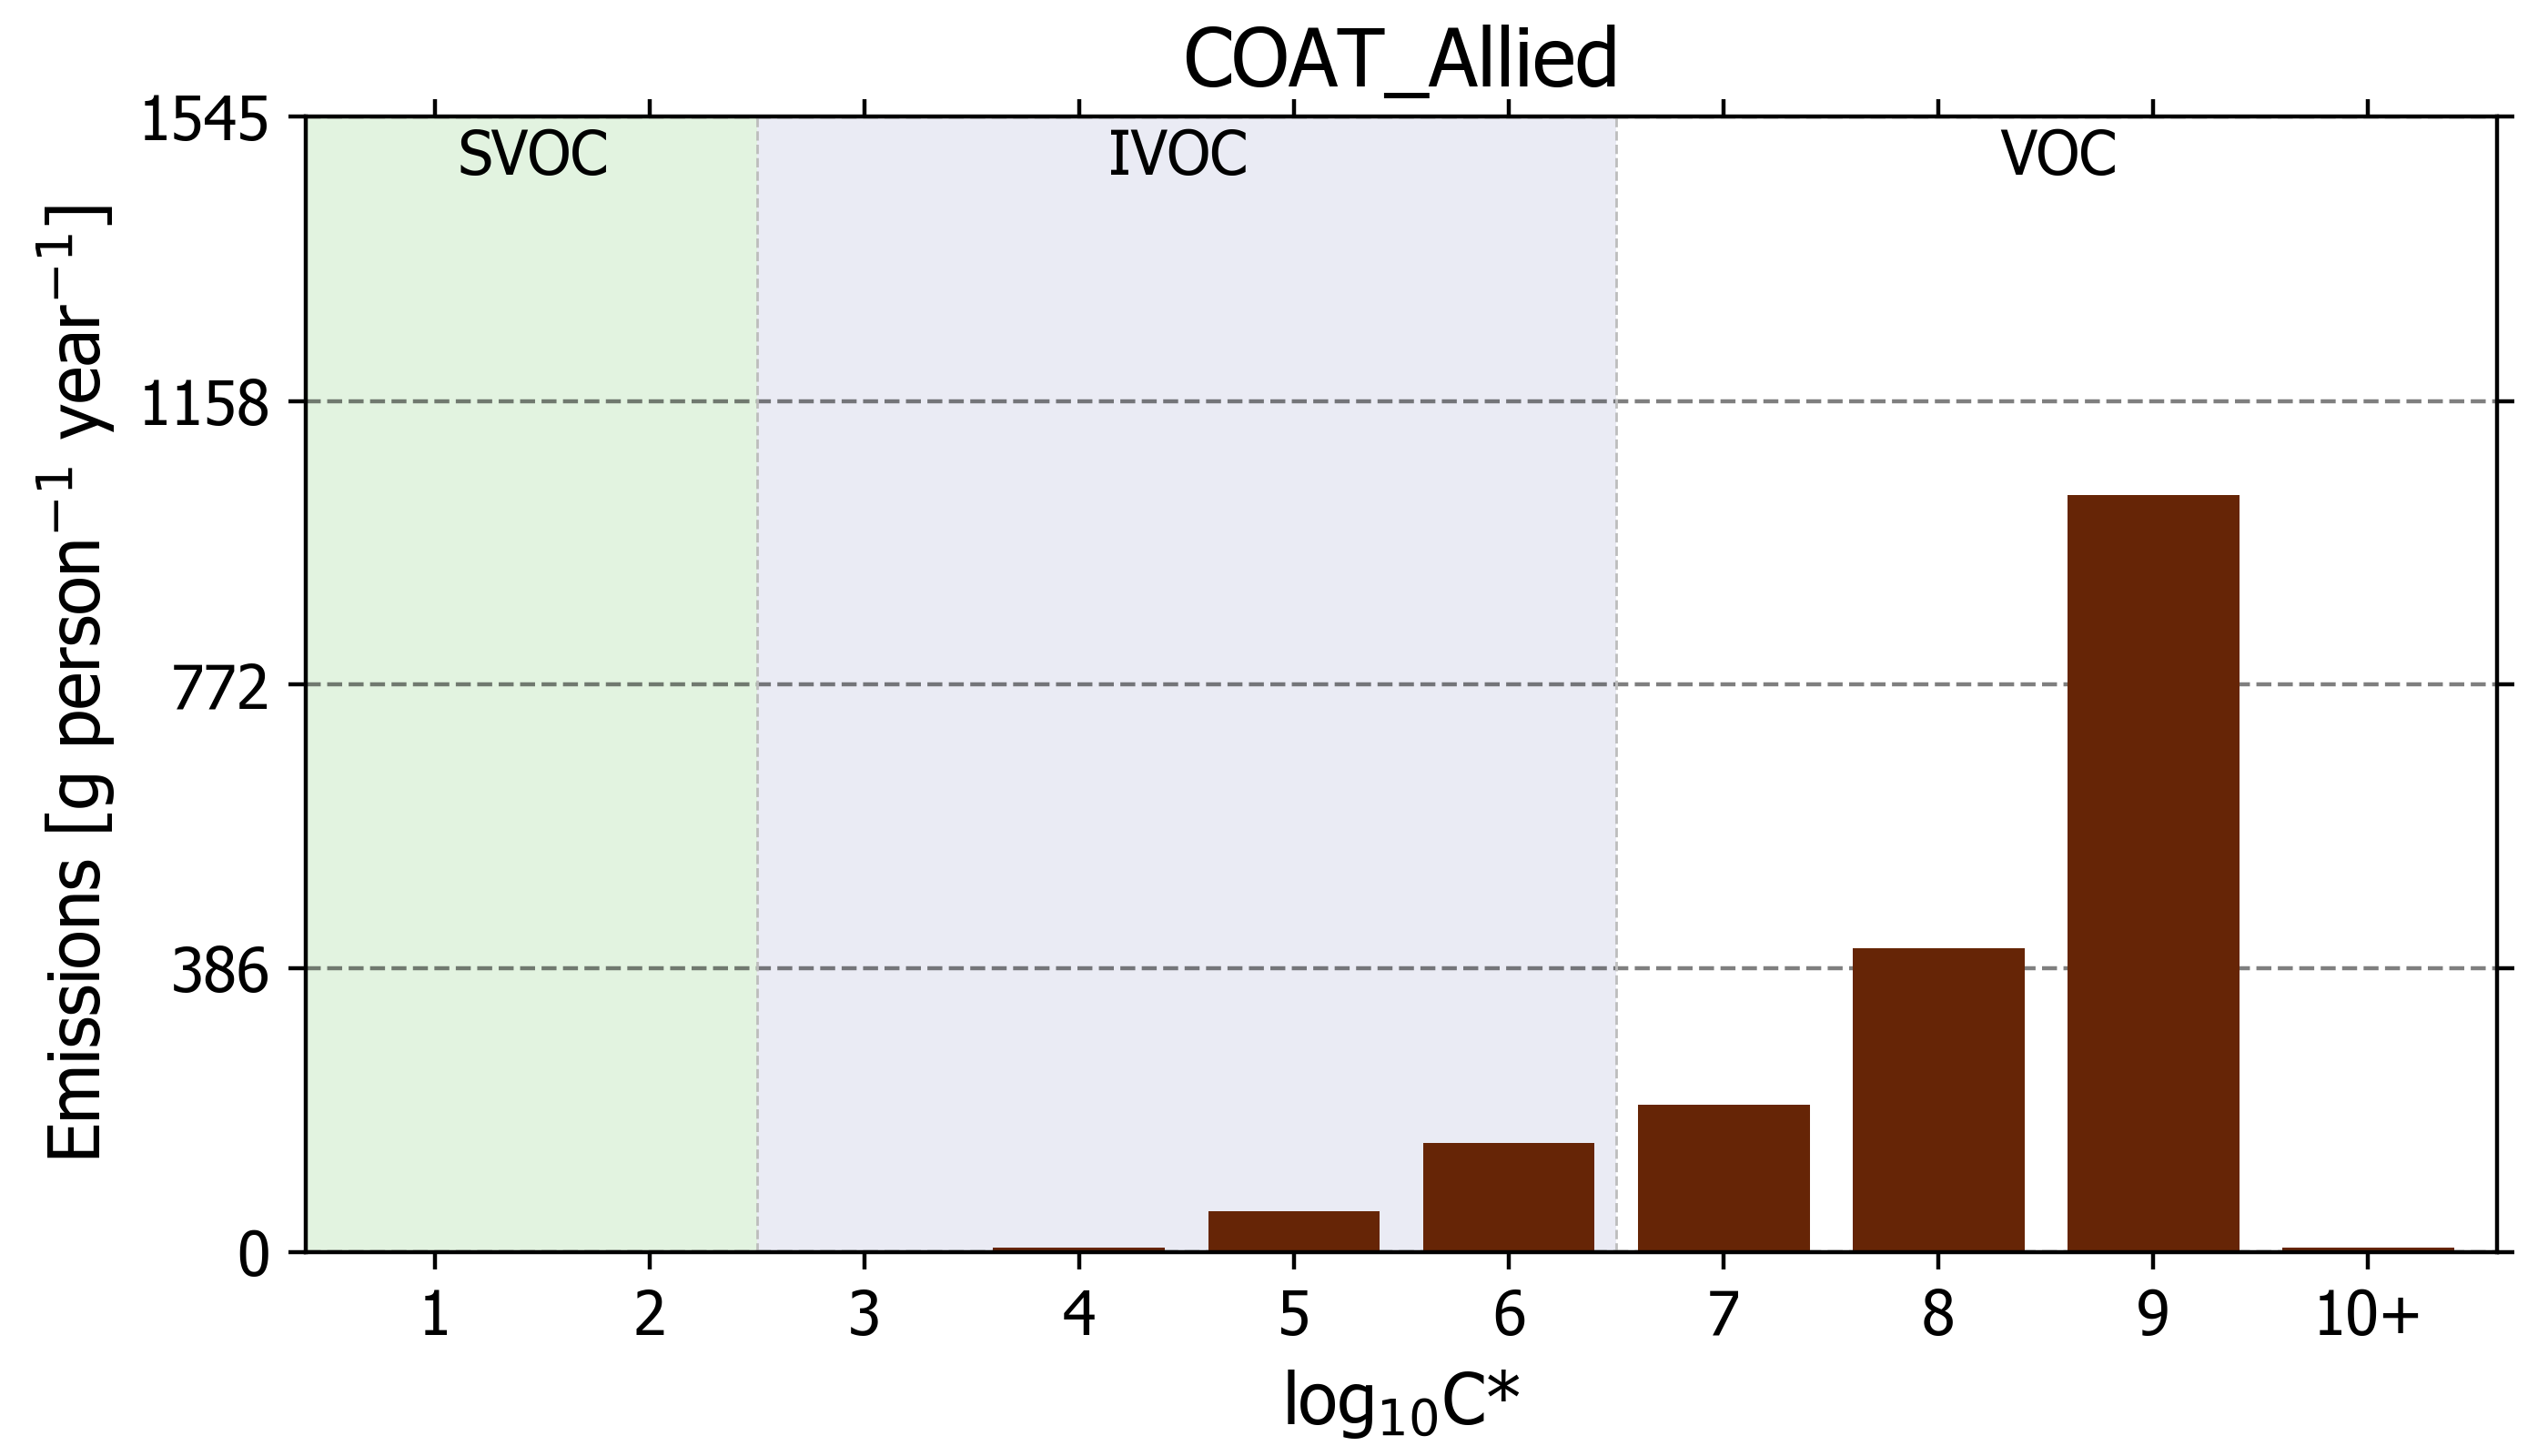 COAT_Allied
SVOC IVOC VOC
1545
1158
772
386
0
Emissions [g person⁻¹ year⁻¹]
1 2 3 4 5 6 7 8 9 10+
log₁₀C*